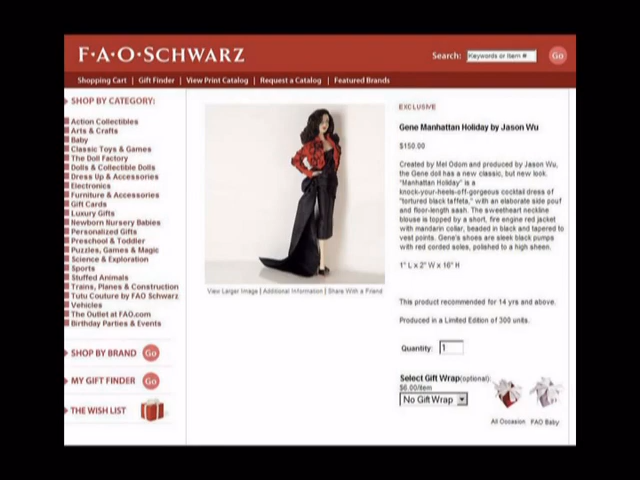 F·A·O·SCHWARZ
Search: Keywords or Item # Go
Shopping Cart | Gift Finder | View Print Catalog | Request a Catalog | Featured Brands
SHOP BY CATEGORY:
Action Collectibles
Arts & Crafts
Baby
Classic Toys & Games
The Doll Factory
Dolls & Collectible Dolls
Dress Up & Accessories
Electronics
Furniture & Accessories
Gift Cards
Luxury Gifts
Newborn Nursery Babies
Personalized Gifts
Preschool & Toddler
Puzzles, Games & Magic
Science & Exploration
Sports
Stuffed Animals
Trains, Planes & Construction
Tutu Couture by FAO Schwarz
Vehicles
The Outlet at FAO.com
Birthday Parties & Events
SHOP BY BRAND Go
MY GIFT FINDER Go
THE WISH LIST
View Larger Image | Additional Information | Share With a Friend
EXCLUSIVE
Gene Manhattan Holiday by Jason Wu
$150.00
Created by Mel Odom and produced by Jason Wu,
the Gene doll has a new classic, but new look.
"Manhattan Holiday" is a
knock-your-heels-off-gorgeous cocktail dress of
"tortured black taffeta," with an elaborate side pouf
and floor-length sash. The sweetheart neckline
blouse is topped by a short, fire engine red jacket
with mandarin collar, beaded in black and tapered to
vest points. Gene's shoes are sleek black pumps
with red corded soles, polished to a high sheen.
1" L x 2" W x 16" H
This product recommended for 14 yrs and above.
Produced in a Limited Edition of 300 units.
Quantity: 1
Select Gift Wrap(optional)
$6.00/item
No Gift Wrap
All Occasion FAO Baby